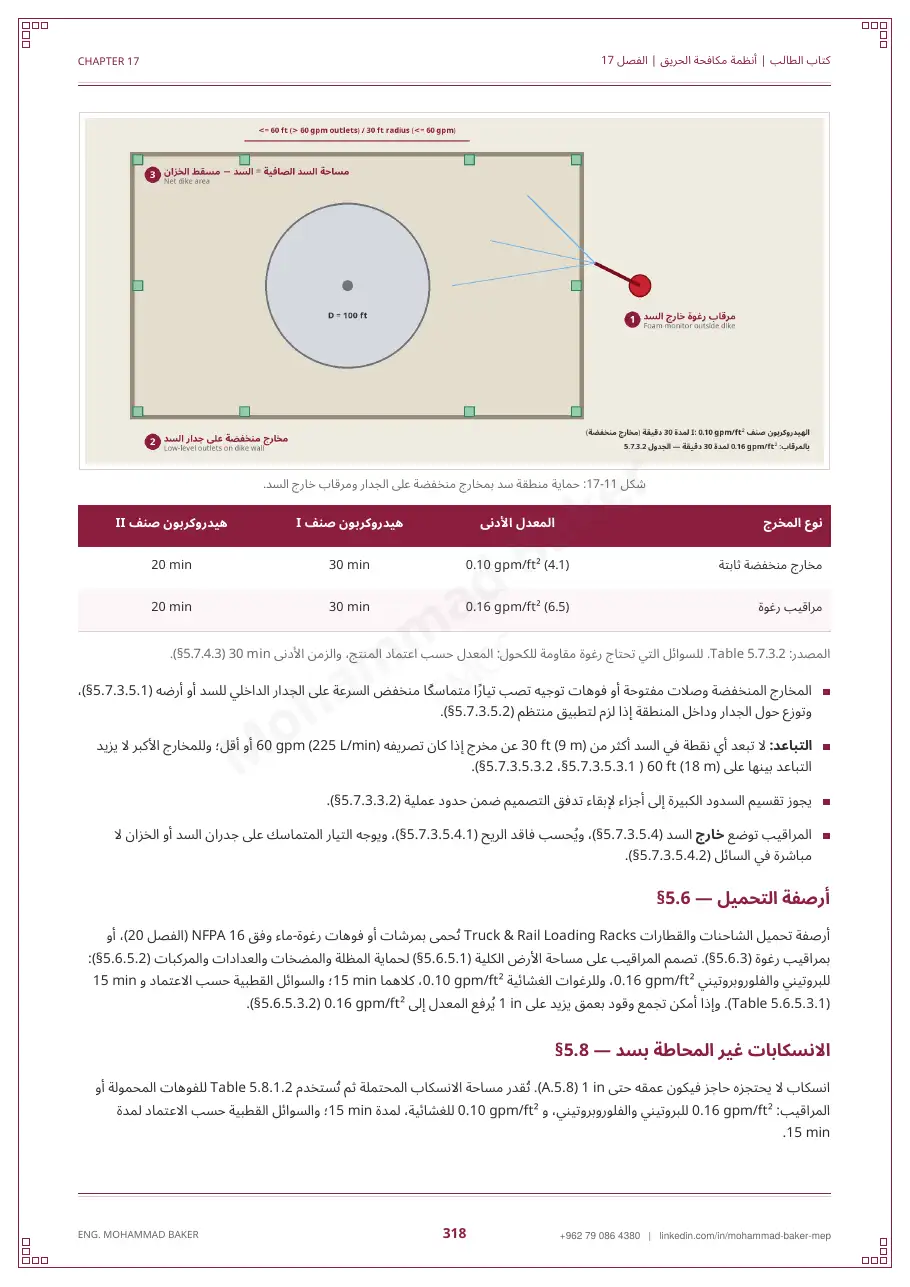 كتاب الطالب | أنظمة مكافحة الحريق | الفصل 17
CHAPTER 17
<= 60 ft (> 60 gpm outlets) / 30 ft radius (<= 60 gpm)
3 مساحة السد الصافية = السد − مسقط الخزان
Net dike area
D = 100 ft
1 مرقاب رغوة خارج السد
Foam monitor outside dike
2 مخارج منخفضة على جدار السد
Low-level outlets on dike wall
الهيدروكربون صنف I: 0.10 gpm/ft² لمدة 30 دقيقة (مخارج منخفضة)
بالمرقاب: 0.16 gpm/ft² لمدة 30 دقيقة — الجدول 5.7.3.2
شكل 11-17: حماية منطقة سد بمخارج منخفضة على الجدار ومرقاب خارج السد.
نوع المخرج المعدل الأدنى هيدروكربون صنف I هيدروكربون صنف II
مخارج منخفضة ثابتة 0.10 gpm/ft² (4.1) 30 min 20 min
مراقيب رغوة 0.16 gpm/ft² (6.5) 30 min 20 min
المصدر: Table 5.7.3.2. للسوائل التي تحتاج رغوة مقاومة للكحول: المعدل حسب اعتماد المنتج، والزمن الأدنى 30 min (§5.7.4.3).
المخارج المنخفضة وصلات مفتوحة أو فوهات توجيه تصب تيارًا متماسكًا منخفض السرعة على الجدار الداخلي للسد أو أرضه (§5.7.3.5.1)،
وتوزع حول الجدار وداخل المنطقة إذا لزم لتطبيق منتظم (§5.7.3.5.2).
التباعد: لا تبعد أي نقطة في السد أكثر من 30 ft (9 m) عن مخرج إذا كان تصريفه 60 gpm (225 L/min) أو أقل؛ وللمخارج الأكبر لا يزيد
التباعد بينها على 60 ft (18 m) (§5.7.3.5.3.1، §5.7.3.5.3.2).
يجوز تقسيم السدود الكبيرة إلى أجزاء لإبقاء تدفق التصميم ضمن حدود عملية (§5.7.3.3.2).
المراقيب توضع خارج السد (§5.7.3.5.4)، ويُحسب فاقد الريح (§5.7.3.5.4.1)، ويوجه التيار المتماسك على جدران السد أو الخزان لا
مباشرة في السائل (§5.7.3.5.4.2).
أرصفة التحميل — §5.6
أرصفة تحميل الشاحنات والقطارات Truck & Rail Loading Racks تُحمى بمرشات أو فوهات رغوة-ماء وفق NFPA 16 (الفصل 20)، أو
بمراقيب رغوة (§5.6.3). تصمم المراقيب على مساحة الأرض الكلية (§5.6.5.1) لحماية المظلة والمضخات والعدادات والمركبات (§5.6.5.2):
للبروتيني والفلوروبروتيني 0.16 gpm/ft²، وللرغوات الغشائية 0.10 gpm/ft²، كلاهما 15 min؛ والسوائل القطبية حسب الاعتماد و 15 min
(Table 5.6.5.3.1). وإذا أمكن تجمع وقود بعمق يزيد على 1 in يُرفع المعدل إلى 0.16 gpm/ft² (§5.6.5.3.2).
الانسكابات غير المحاطة بسد — §5.8
انسكاب لا يحتجزه حاجز فيكون عمقه حتى 1 in (A.5.8). تُقدر مساحة الانسكاب المحتملة ثم تُستخدم Table 5.8.1.2 للفوهات المحمولة أو
المراقيب: 0.16 gpm/ft² للبروتيني والفلوروبروتيني، و 0.10 gpm/ft² للغشائية، لمدة 15 min؛ والسوائل القطبية حسب الاعتماد لمدة
15 min.
ENG. MOHAMMAD BAKER
318
+962 79 086 4380 | linkedin.com/in/mohammad-baker-mep